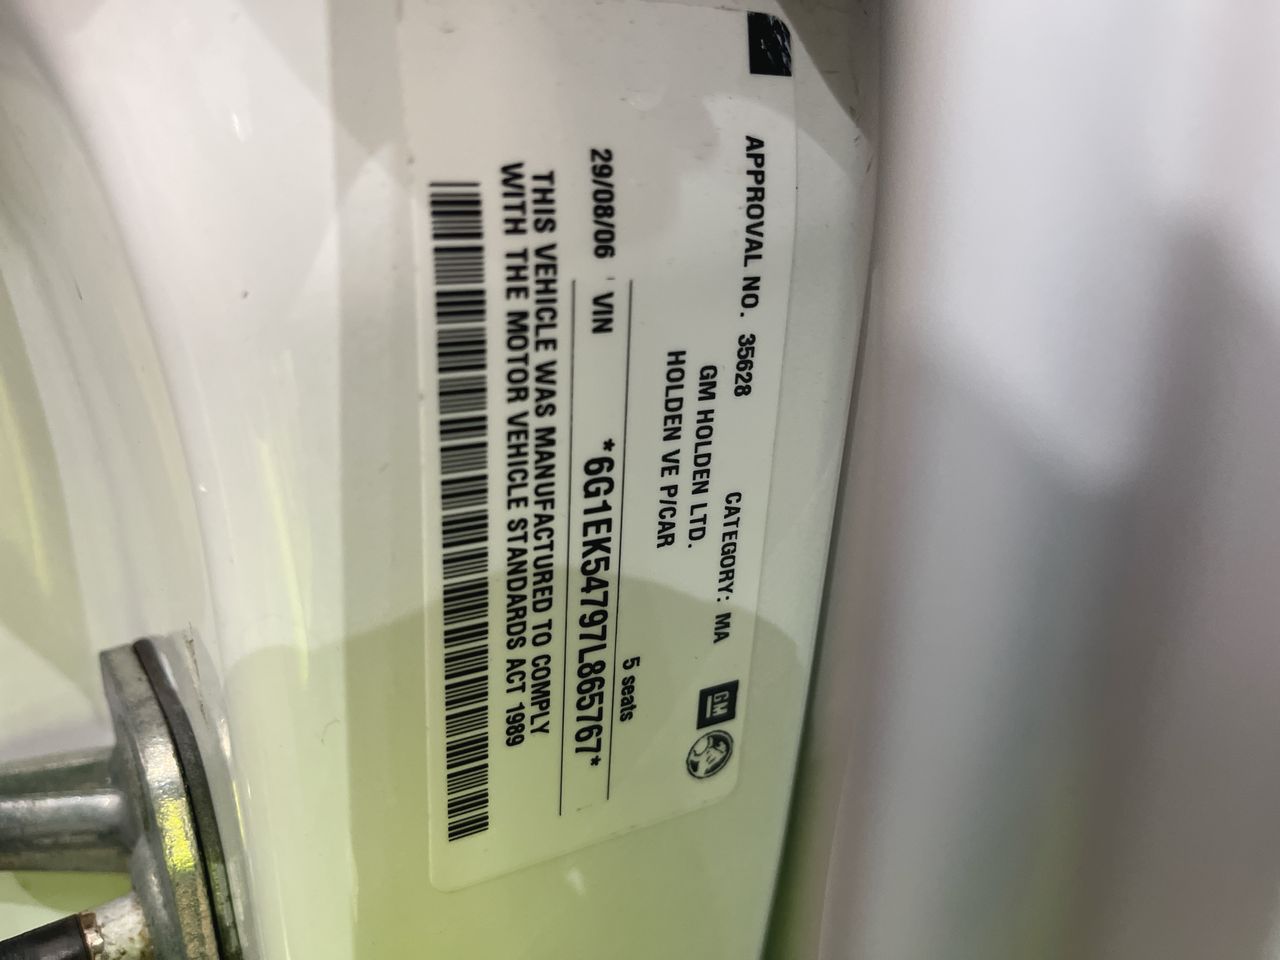 APPROVAL NO. 35628 CATEGORY: MA
GM HOLDEN LTD.
HOLDEN VE P/CAR
GM
5 seats
29/08/06 VIN *6G1EK54797L865767*
THIS VEHICLE WAS MANUFACTURED TO COMPLY
WITH THE MOTOR VEHICLE STANDARDS ACT 1989